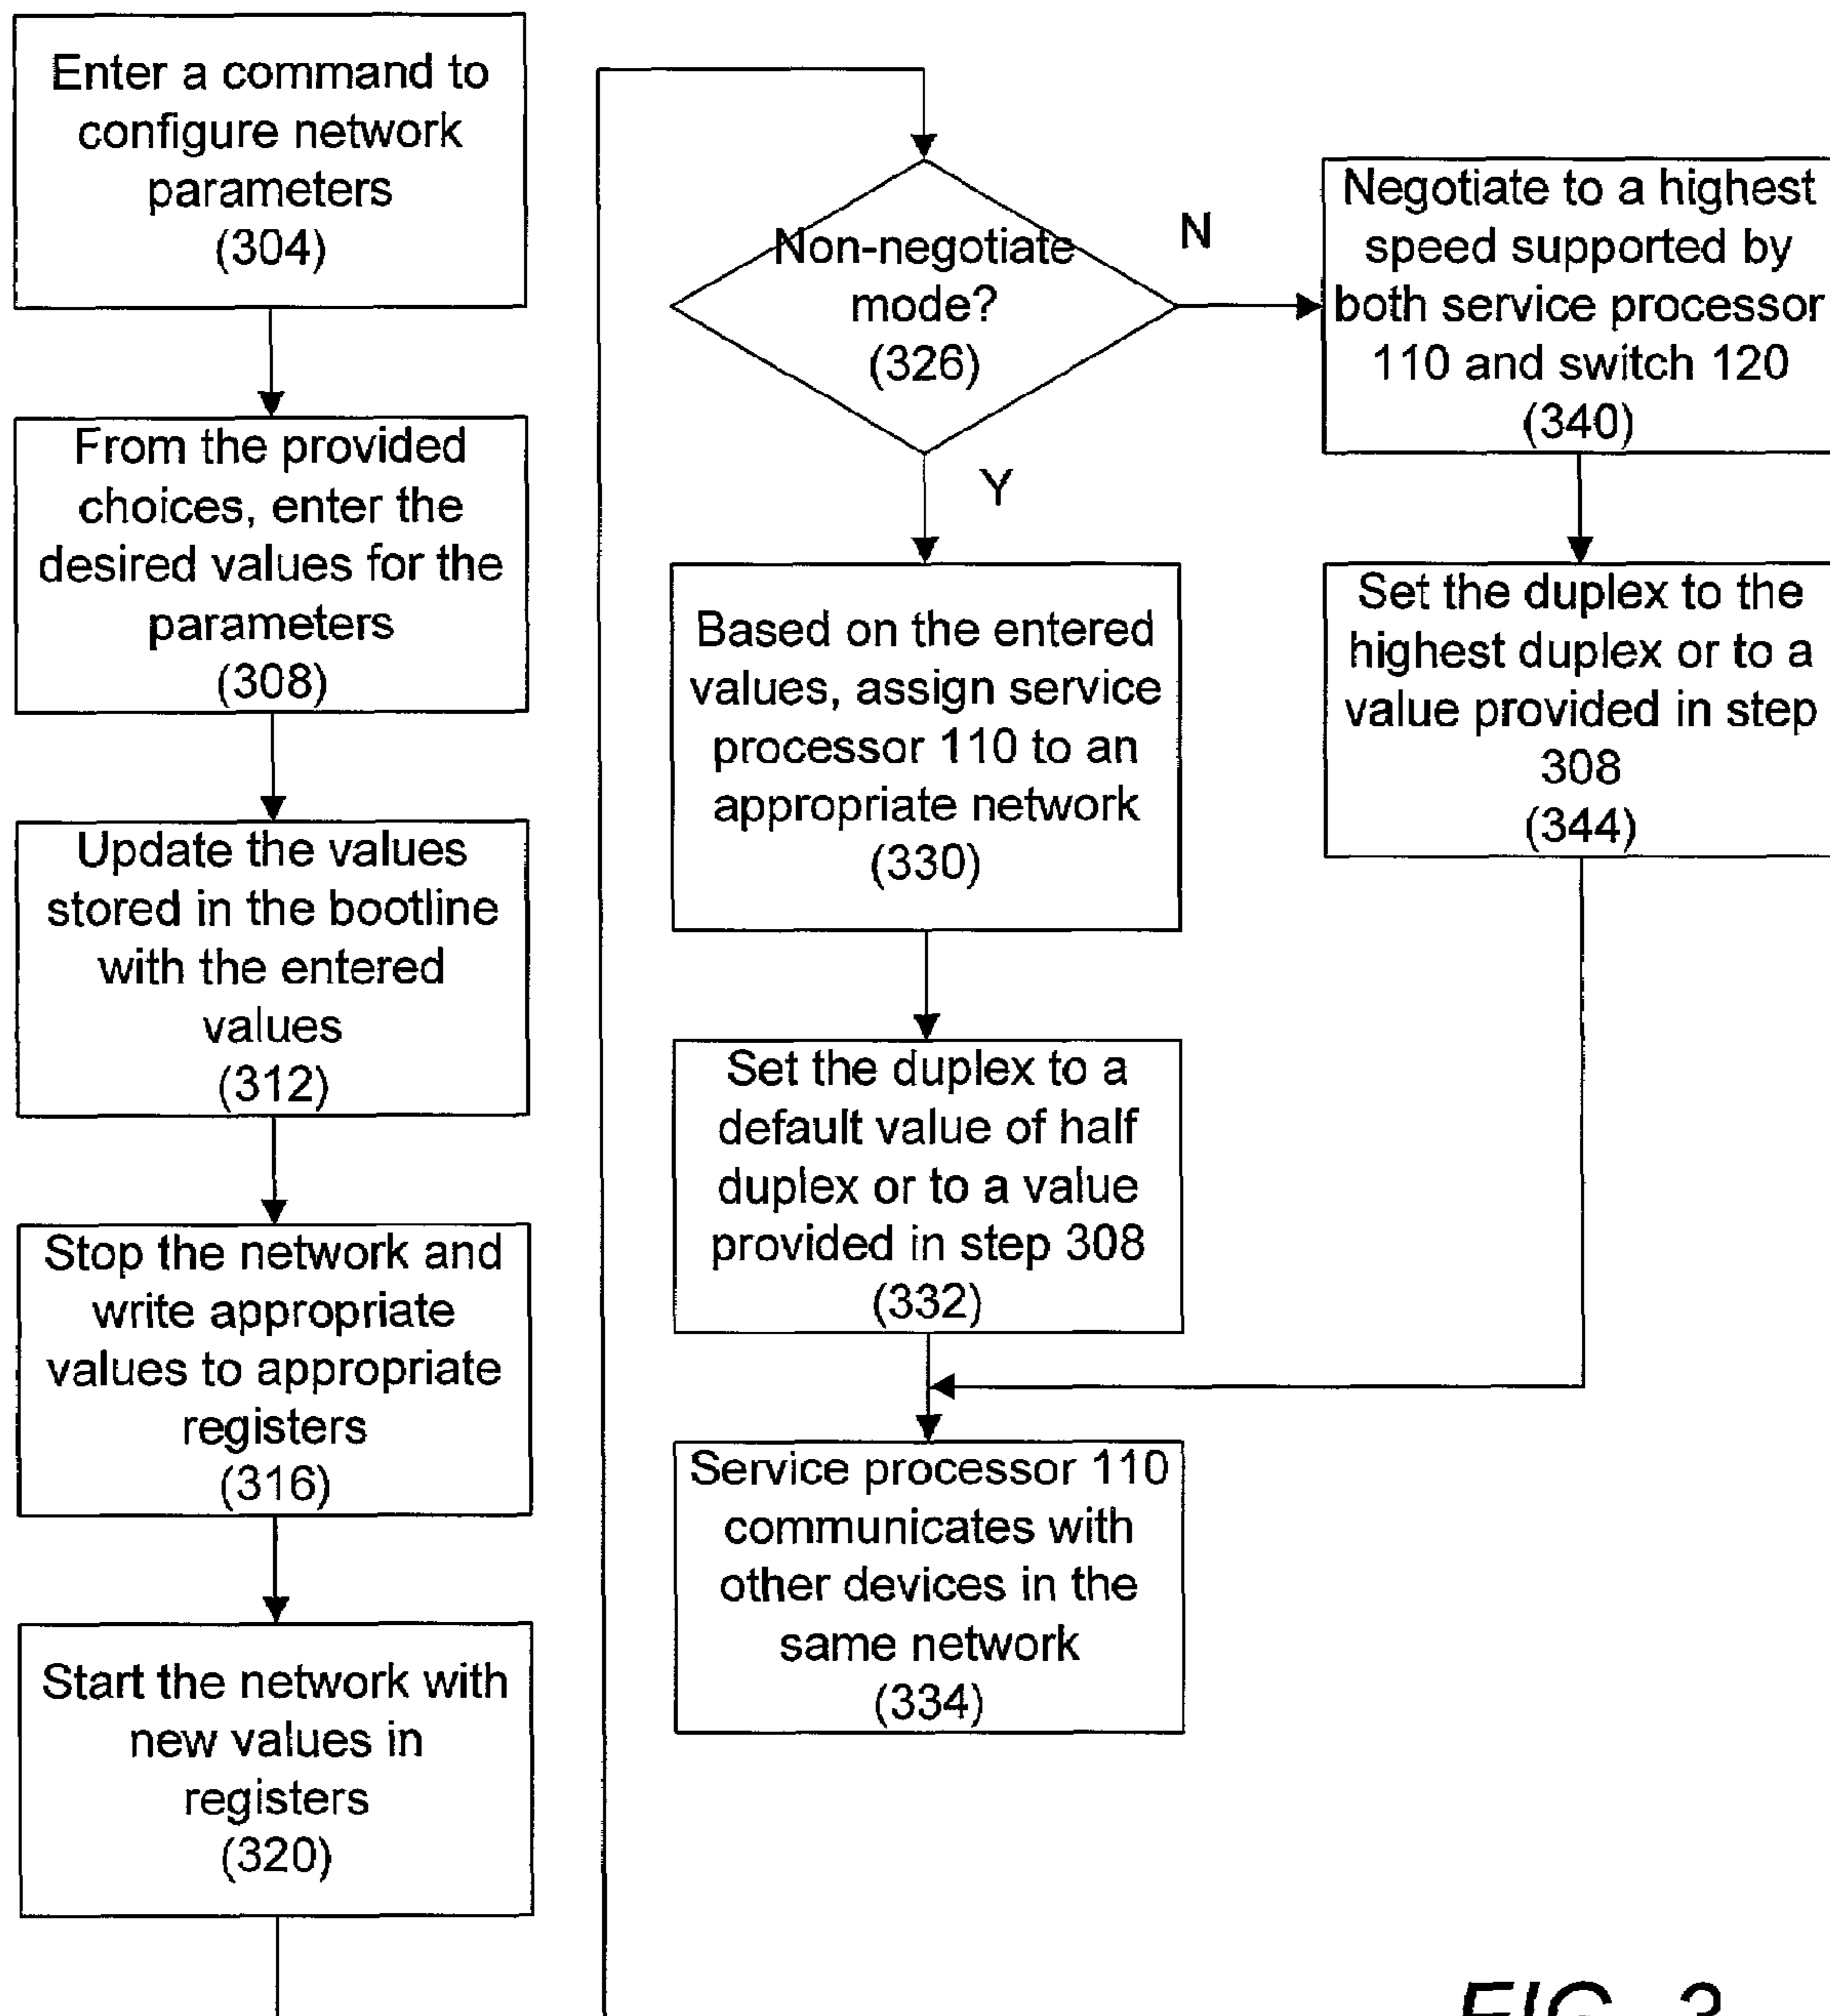 Enter a command to
configure network
parameters
(304)
From the provided
choices, enter the
desired values for the
parameters
(308)
Update the values
stored in the bootline
with the entered
values
(312)
Stop the network and
write appropriate
values to appropriate
registers
(316)
Start the network with
new values in
registers
(320)
Non-negotiate
mode?
(326)
N
Y
Based on the entered
values, assign service
processor 110 to an
appropriate network
(330)
Set the duplex to a
default value of half
duplex or to a value
provided in step 308
(332)
Service processor 110
communicates with
other devices in the
same network
(334)
Negotiate to a highest
speed supported by
both service processor
110 and switch 120
(340)
Set the duplex to the
highest duplex or to a
value provided in step
308
(344)
FIG. 3